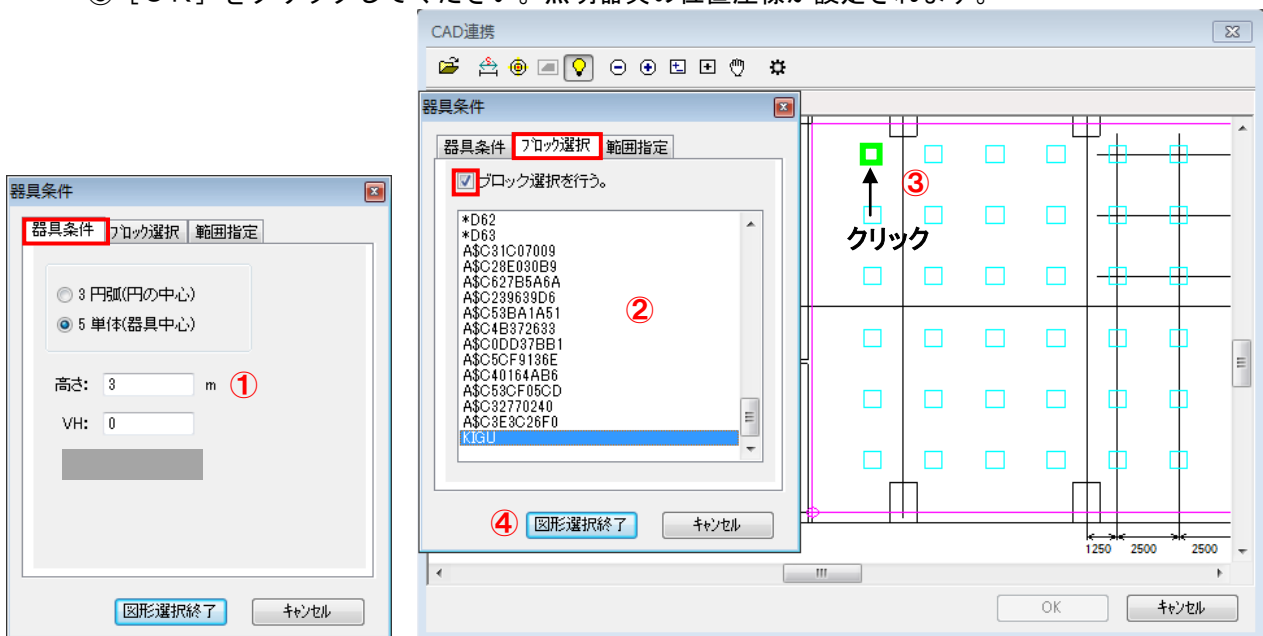 ⑤［ＯＫ］をクリックしてください。照明器具の位置座標が設定されます。
CAD連携
器具条件
器具条件 ブロック選択 範囲指定
ブロック選択を行う。
*D62
*D63
A$C31C07009
A$C28E030B9
A$C627B5A6A
A$C239639D6
A$C53BA1A51
A$C4B372633
A$C0DD37BB1
A$C5CF9136E
A$C40164AB6
A$C53CF05CD
A$C32770240
A$C3E3C26F0
KIGU
②
④ 図形選択終了 キャンセル
③
クリック
1250 2500 2500
OK キャンセル
器具条件
器具条件 ブロック選択 範囲指定
3 円弧(円の中心)
5 単体(器具中心)
高さ: 3 m ①
VH: 0
図形選択終了 キャンセル